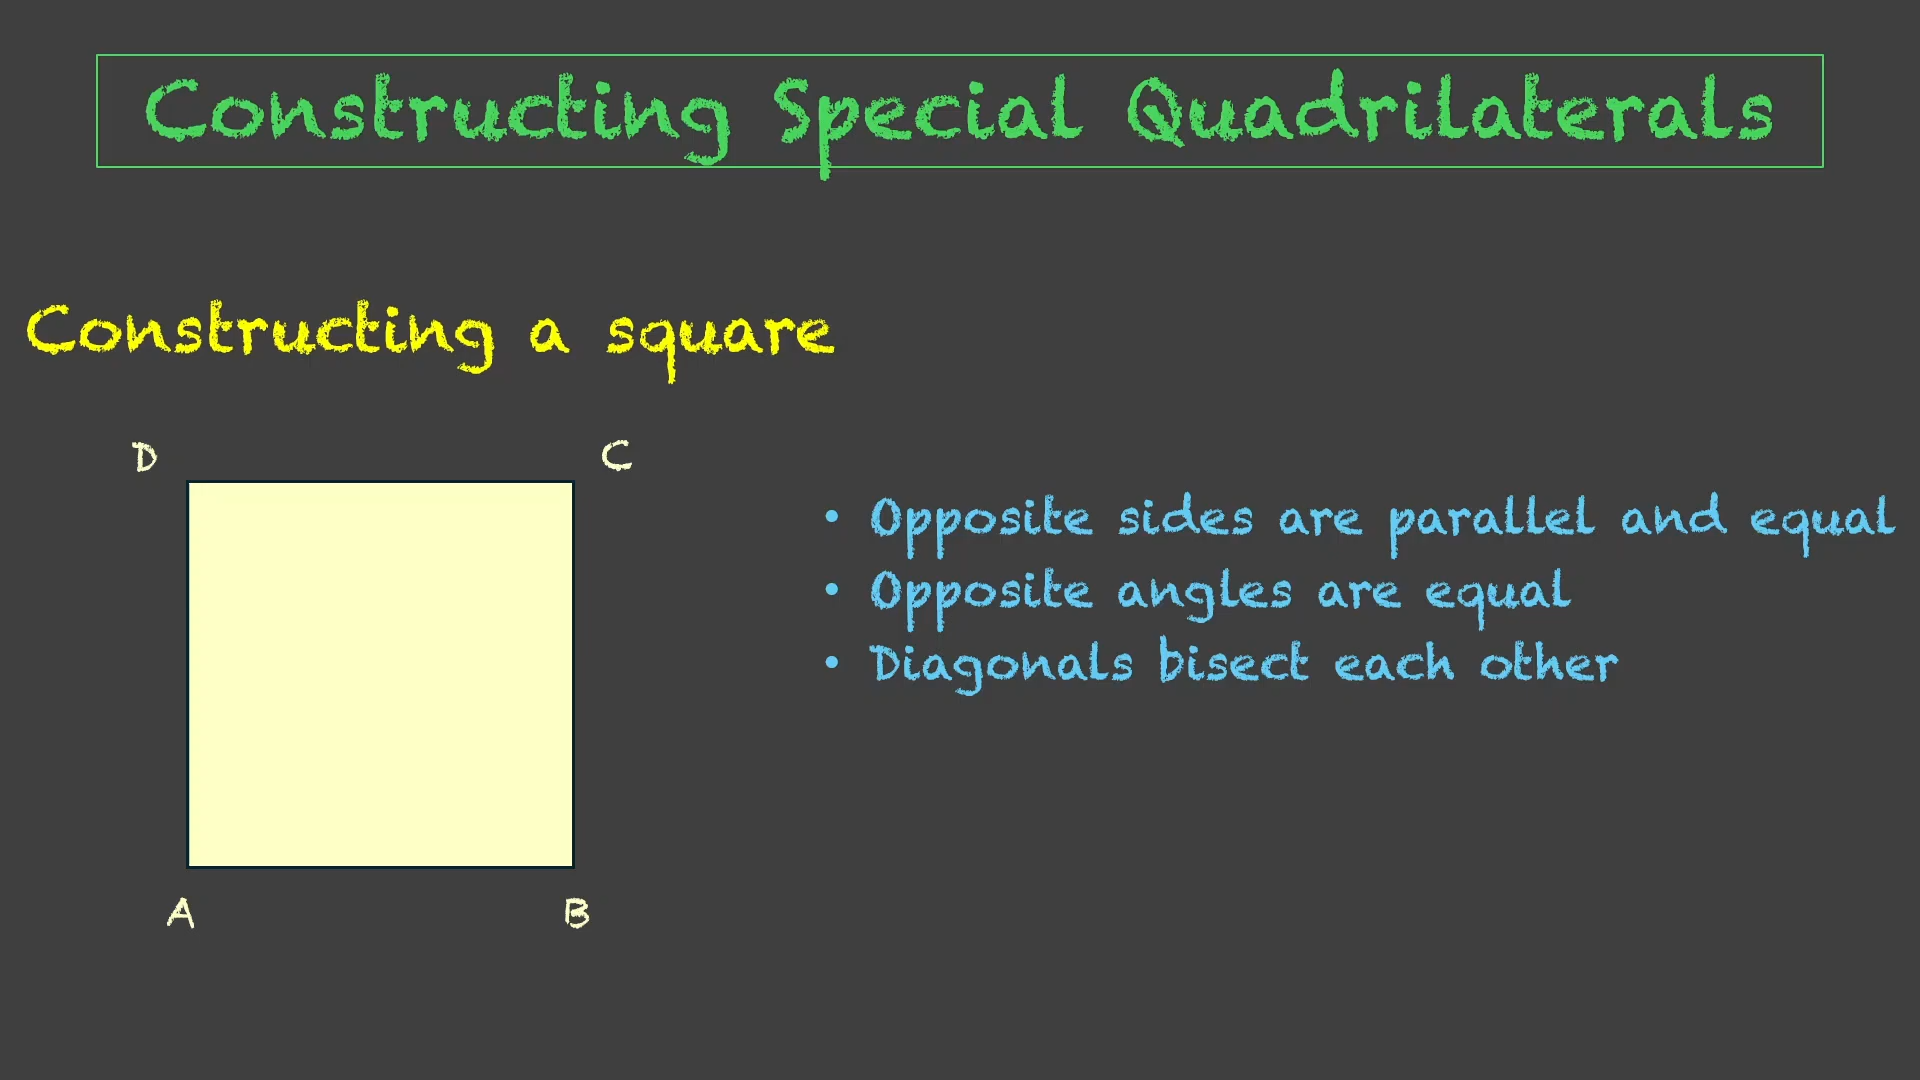 Constructing Special Quadrilaterals
Constructing a square
D
C
• Opposite sides are parallel and equal
• Opposite angles are equal
• Diagonals bisect each other
A
B